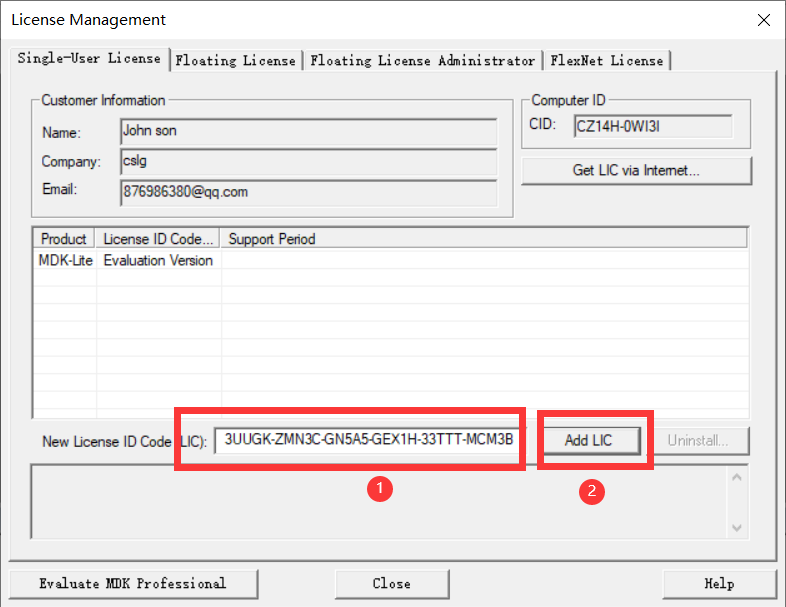 License Management
Single-User License Floating License Floating License Administrator FlexNet License
Customer Information
Name: John son
Company: cslg
Email: 876986380@qq.com
Computer ID
CID: CZ14H-0WI3I
Get LIC via Internet...
Product License ID Code... Support Period
MDK-Lite Evaluation Version
New License ID Code (LIC): 3UUGK-ZMN3C-GN5A5-GEX1H-33TTT-MCM3B Add LIC Uninstall...
1 2
Evaluate MDK Professional Close Help